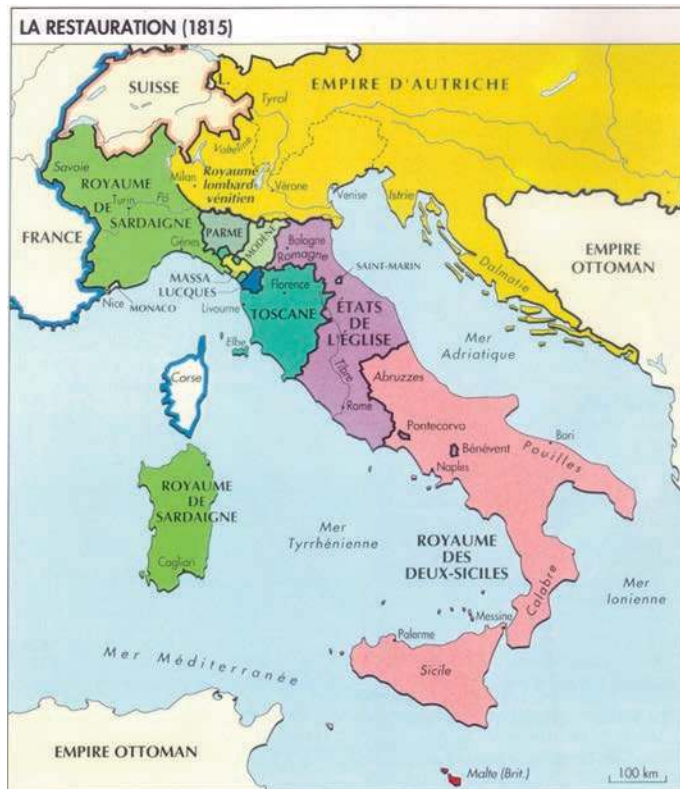 LA RESTAURATION (1815)
SUISSE
L.
EMPIRE D'AUTRICHE
Tyrol
Valteline
Savoie
Milan
Royaume
lombard-
vénitien
Vérone
Venise
Istrie
ROYAUME
DE
SARDAIGNE
Turin
Pô
PARME
MODÈNE
Gênes
Bologne
Romagne
FRANCE
EMPIRE
OTTOMAN
Dalmatie
MASSA
LUCQUES
Florence
SAINT-MARIN
Nice
MONACO
Livourne
TOSCANE
ÉTATS
DE
L'ÉGLISE
Mer
Adriatique
Elbe
Tibre
Abruzzes
Corse
Rome
Pontecorvo
Bénévent
Bari
Pouilles
Naples
ROYAUME
DE
SARDAIGNE
Cagliari
Mer
Tyrrhénienne
ROYAUME
DES
DEUX-SICILES
Calabre
Mer
Ionienne
Messine
Palerme
Sicile
Mer Méditerranée
EMPIRE OTTOMAN
Malte (Brit.)
100 km